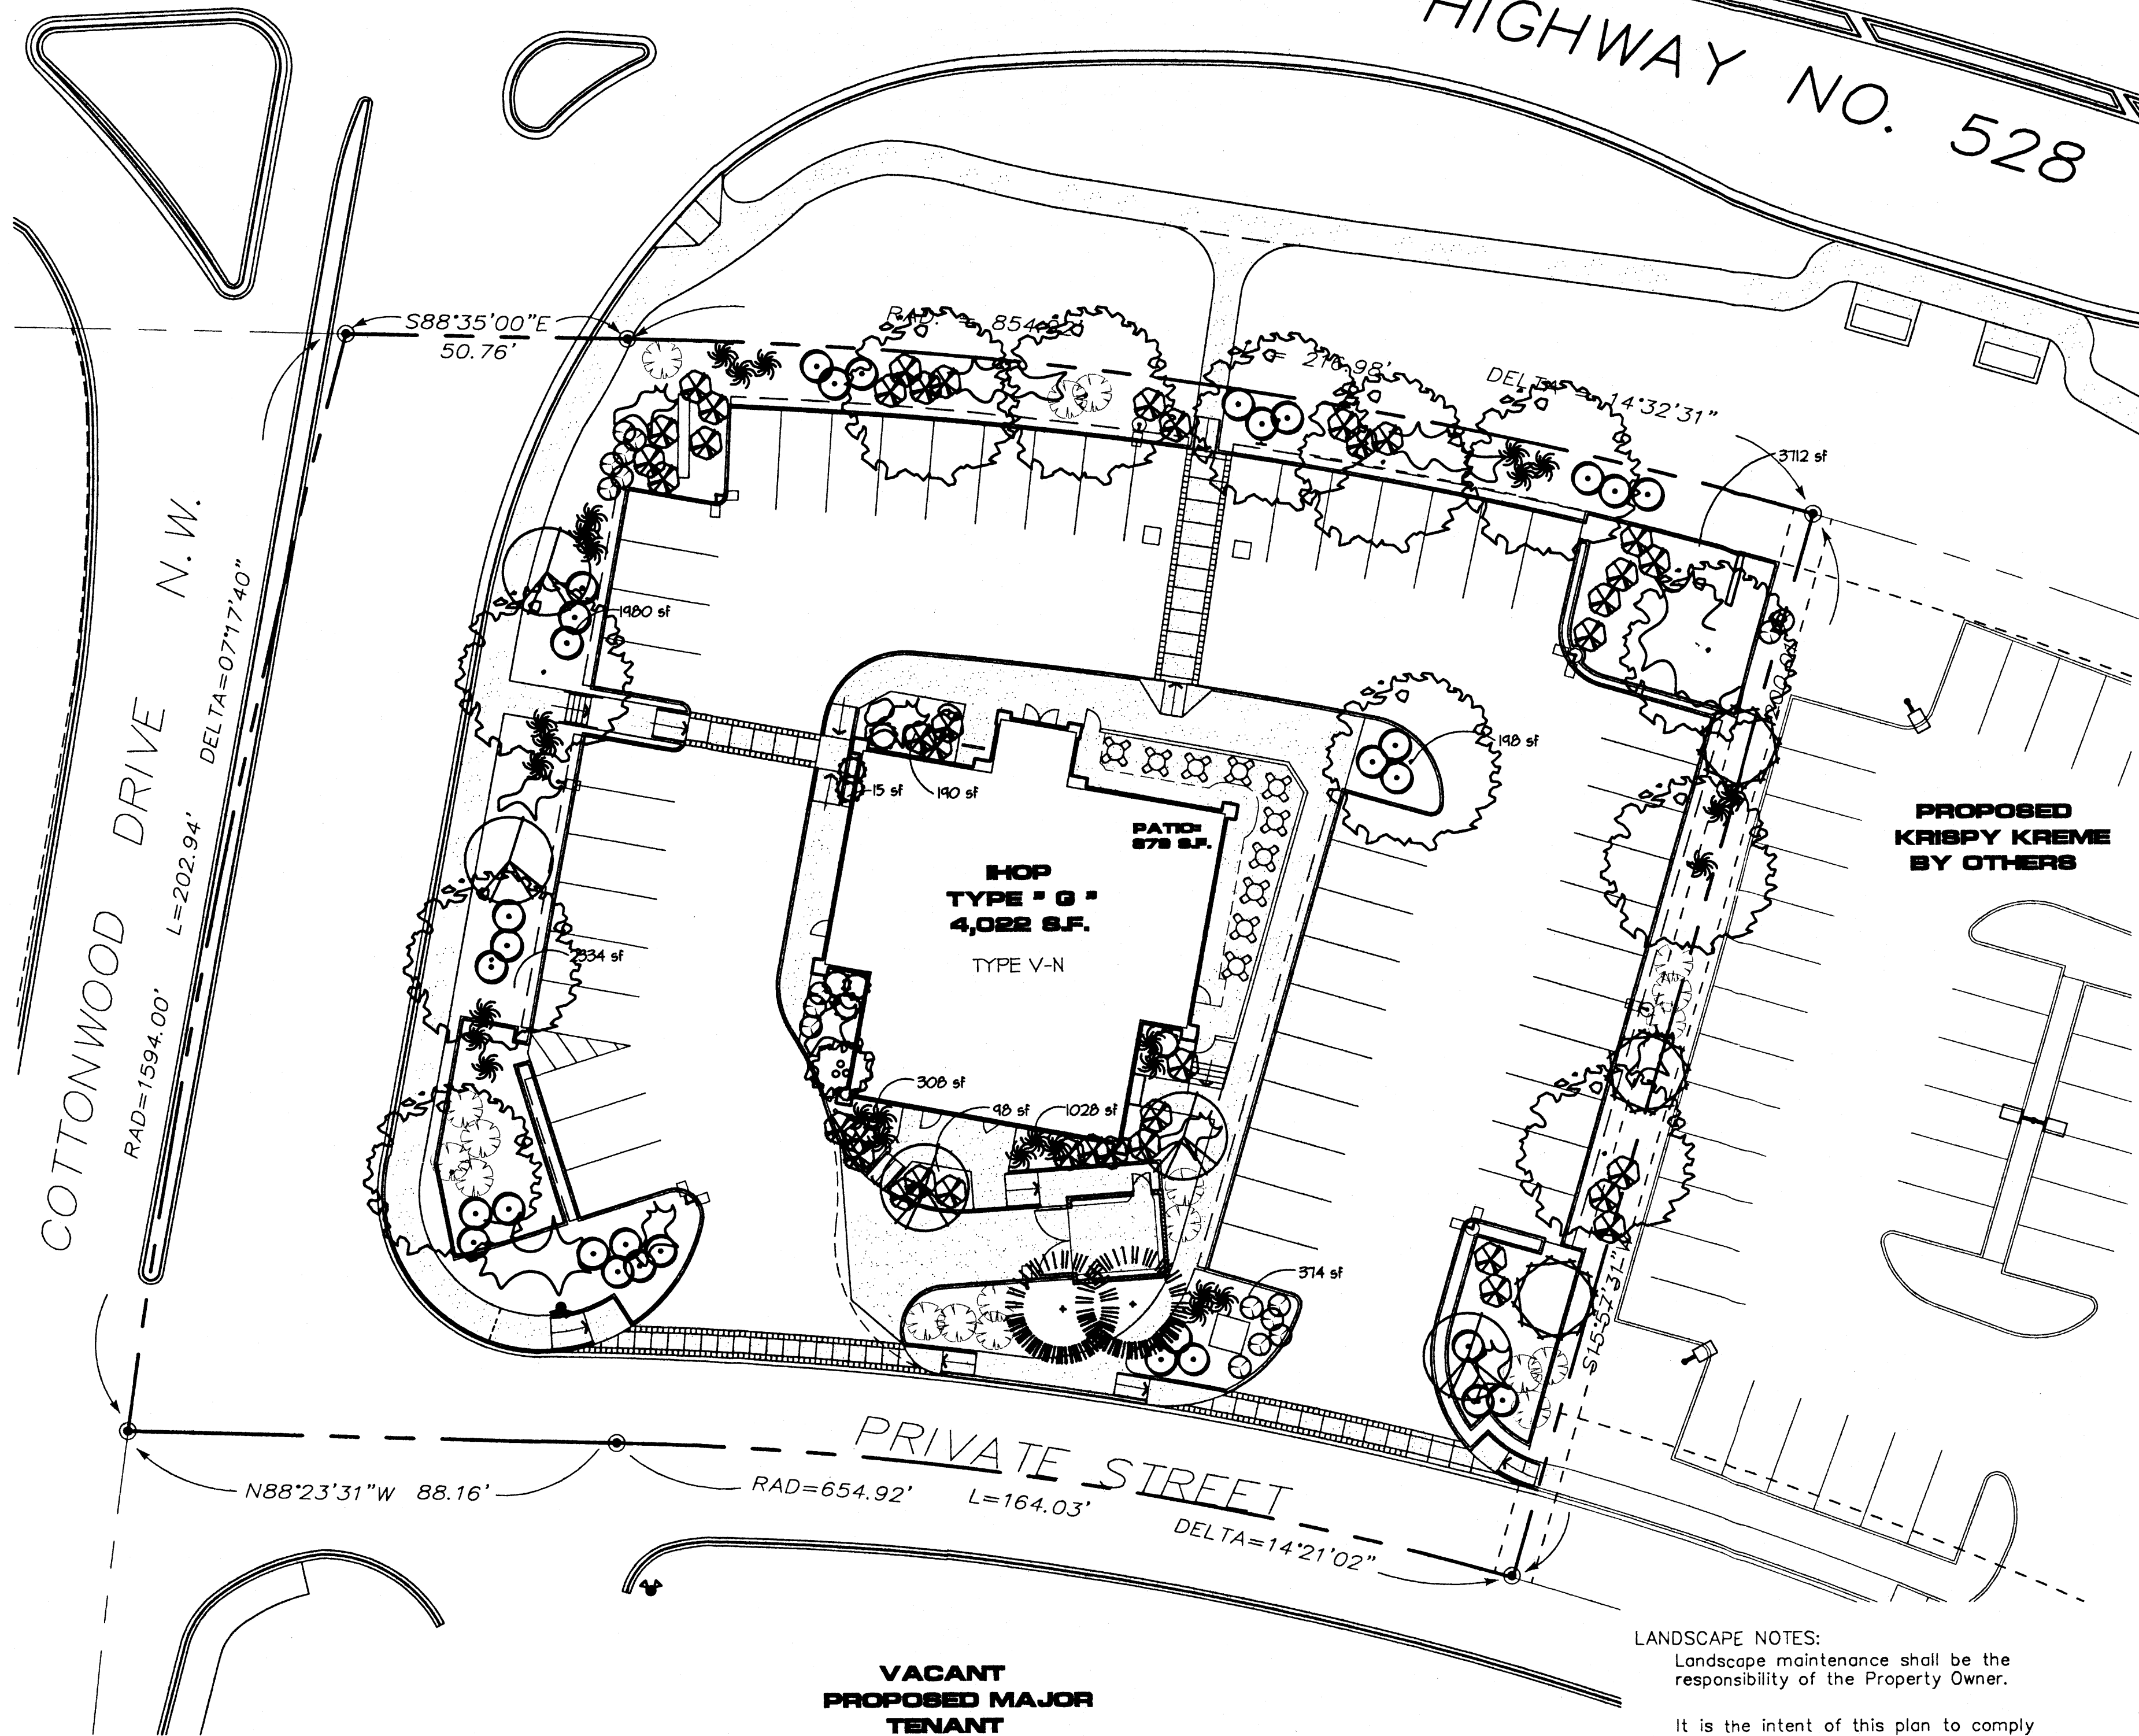 HIGHWAY NO. 528
S88°35'00"E
50.76'
RAD.
= 216.98'
14°32'31"
3712 sf
COTTONWOOD DRIVE N.W.
RAD=1594.00' L=202.94' DELTA=07°17'40"
1980 sf
198 sf
15 sf
190 sf
PATIO:
879 S.F.
IHOP
TYPE " G "
4,022 S.F.
TYPE V-N
PROPOSED
KRISPY KREME
BY OTHERS
2334 sf
308 sf
98 sf
1028 sf
374 sf
S15°57'31"W
PRIVATE STREET
N88°23'31"W 88.16'
RAD=654.92' L=164.03'
DELTA=14°21'02"
VACANT
PROPOSED MAJOR
TENANT
LANDSCAPE NOTES:
Landscape maintenance shall be the
responsibility of the Property Owner.
It is the intent of this plan to comply